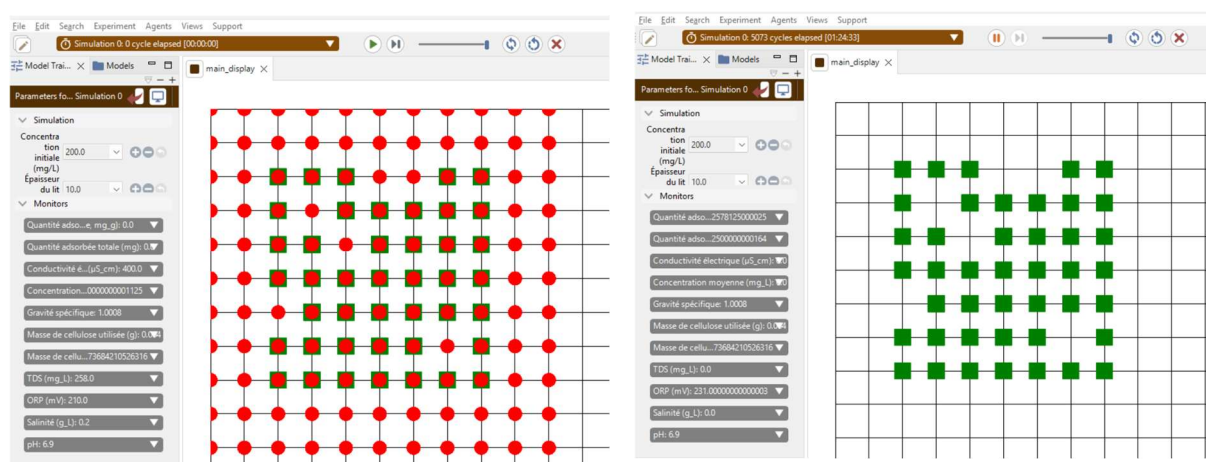 File Edit Search Experiment Agents Views Support
Simulation 0: 0 cycle elapsed [00:00:00]
Model Trai... Models
main_display
Parameters fo... Simulation 0
Simulation
Concentra
tion
initiale
(mg/L)
200.0
Épaisseur
du lit
10.0
Monitors
Quantité adso...e, mg_g): 0.0
Quantité adsorbée totale (mg): 0.
Conductivité é...(µS_cm): 400.0
Concentration...0000000001125
Gravité spécifique: 1.0008
Masse de cellulose utilisée (g): 0.
Masse de cellu...73684210526316
TDS (mg_L): 258.0
ORP (mV): 210.0
Salinité (g_L): 0.2
pH: 6.9
File Edit Search Experiment Agents Views Support
Simulation 0: 5073 cycles elapsed [01:24:33]
Model Trai... Models
main_display
Parameters fo... Simulation 0
Simulation
Concentra
tion
initiale
(mg/L)
200.0
Épaisseur
du lit
10.0
Monitors
Quantité adso...2578125000025
Quantité adso...2500000000164
Conductivité électrique (µS_cm):
Concentration moyenne (mg_L):
Gravité spécifique: 1.0008
Masse de cellulose utilisée (g): 0.
Masse de cellu...73684210526316
TDS (mg_L): 0.0
ORP (mV): 231.00000000000003
Salinité (g_L): 0.0
pH: 6.9